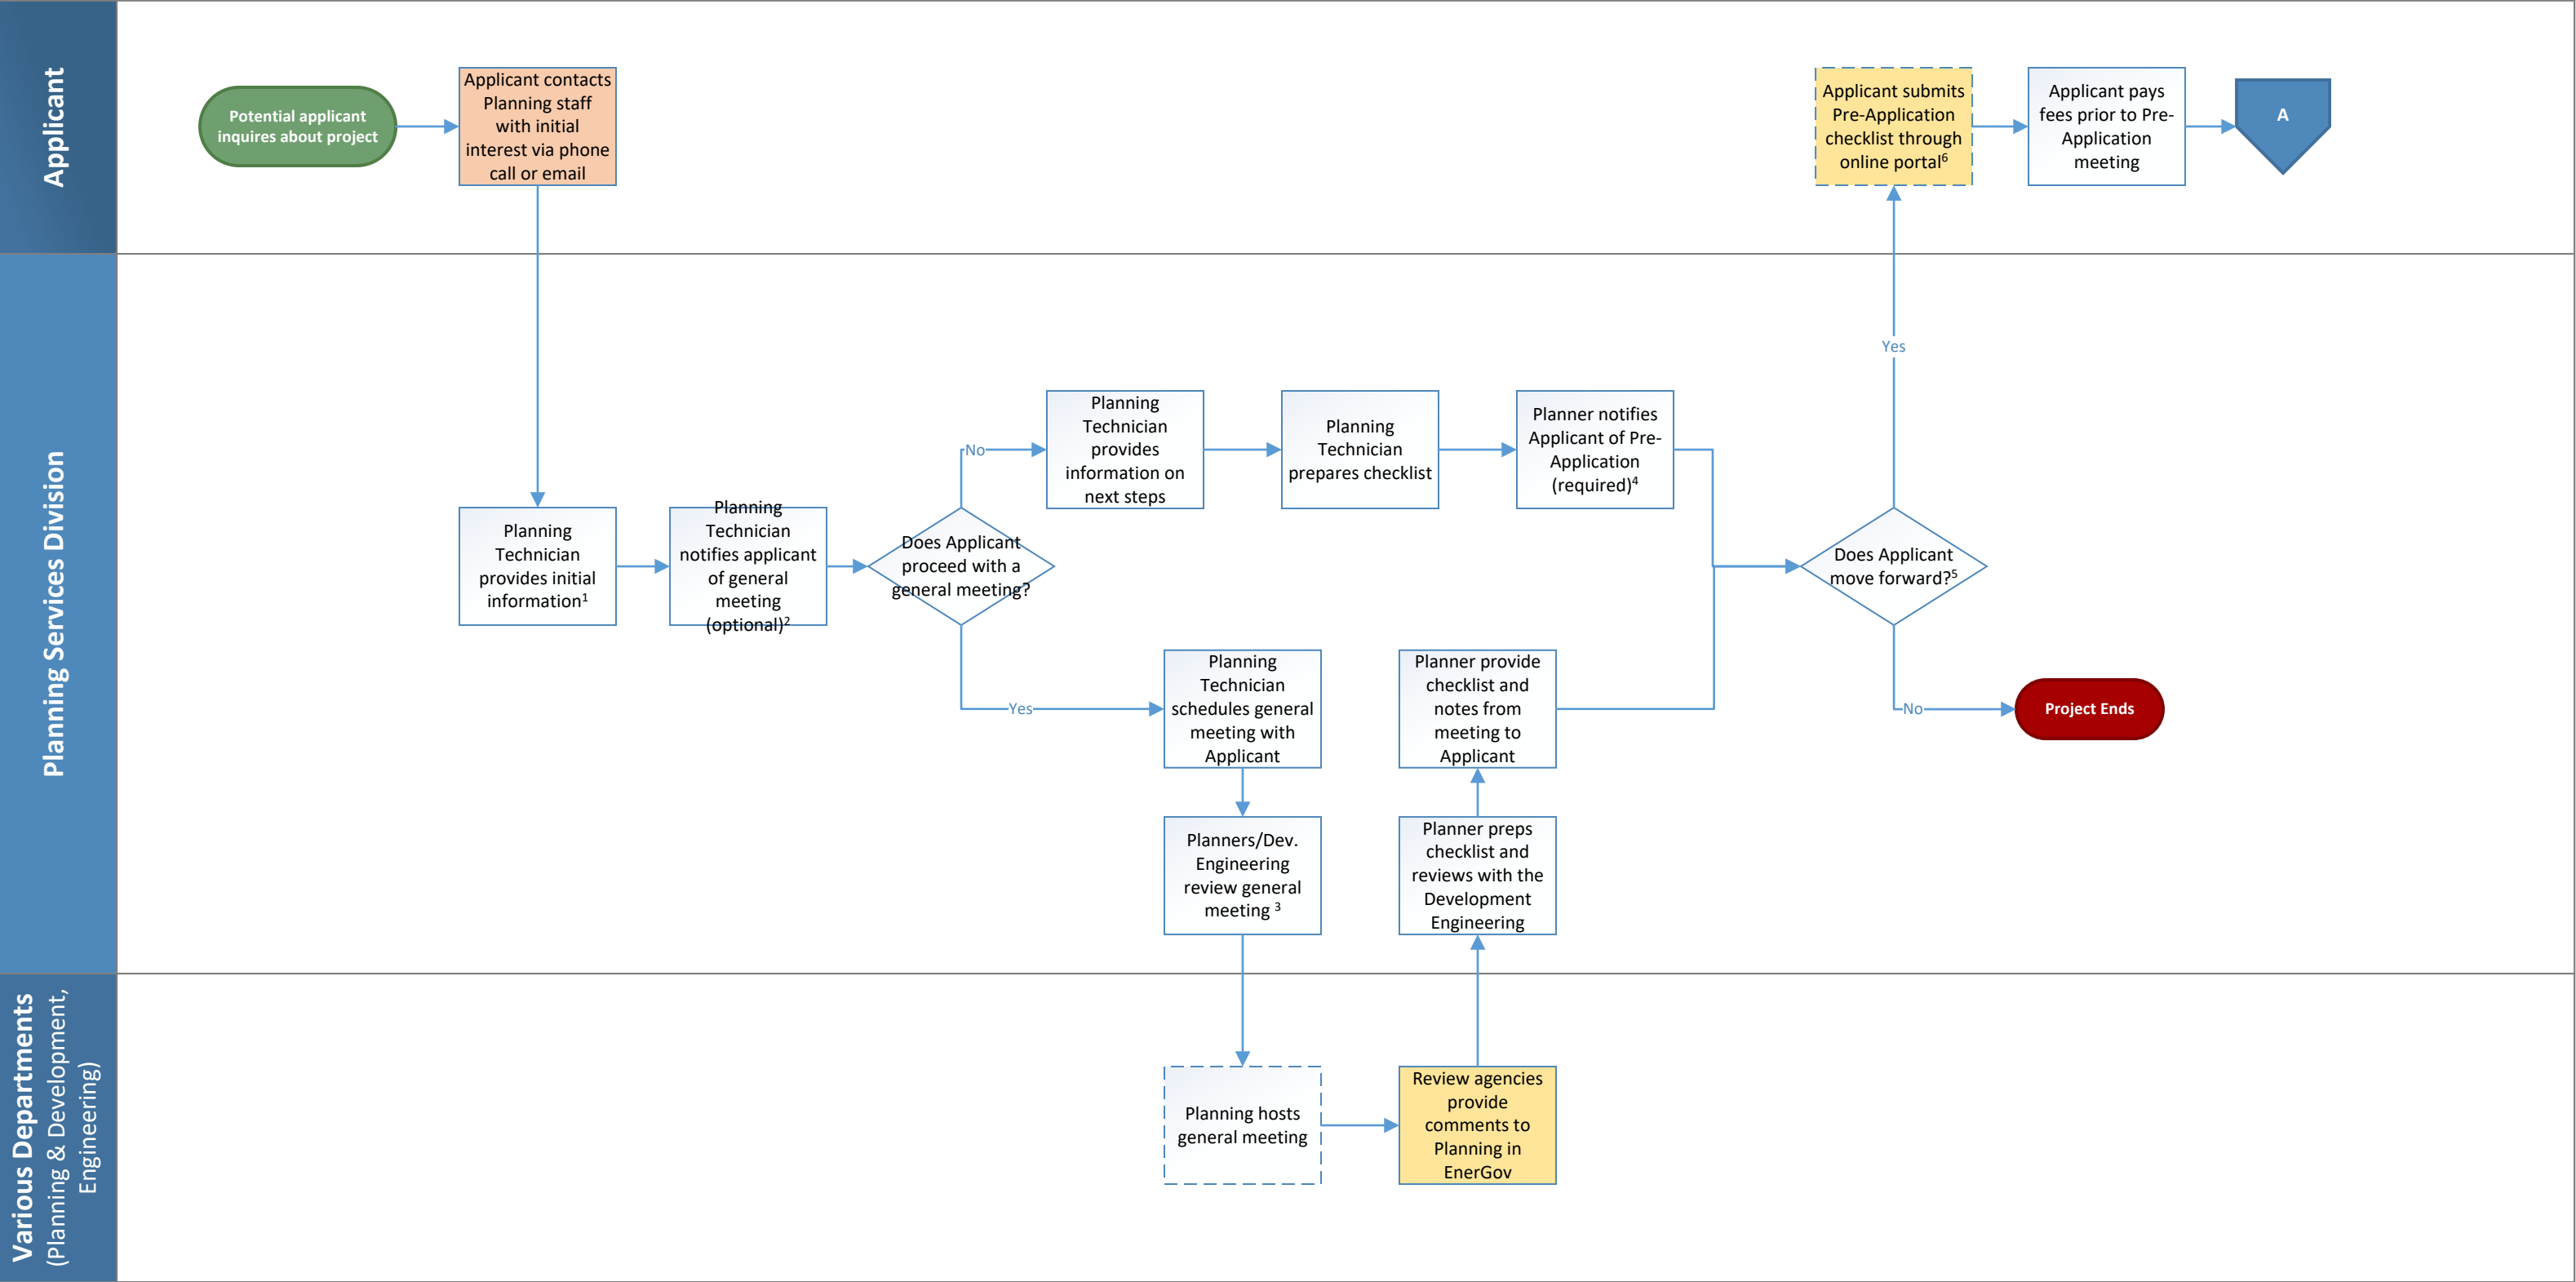 Applicant
Potential applicant
inquires about project
Applicant contacts
Planning staff
with initial
interest via phone
call or email
Applicant submits
Pre-Application
checklist through
online portal⁶
Applicant pays
fees prior to Pre-
Application
meeting
A
Planning Services Division
Planning
Technician
provides initial
information¹
Planning
Technician
notifies applicant
of general
meeting
(optional)²
Does Applicant
proceed with a
general meeting?
No
Planning
Technician
provides
information on
next steps
Planning
Technician
prepares checklist
Planner notifies
Applicant of Pre-
Application
(required)⁴
Yes
Planning
Technician
schedules general
meeting with
Applicant
Planners/Dev.
Engineering
review general
meeting ³
Planner provide
checklist and
notes from
meeting to
Applicant
Planner preps
checklist and
reviews with the
Development
Engineering
Does Applicant
move forward?⁵
Yes
No
Project Ends
Various Departments
(Planning & Development,
Engineering)
Planning hosts
general meeting
Review agencies
provide
comments to
Planning in
EnerGov